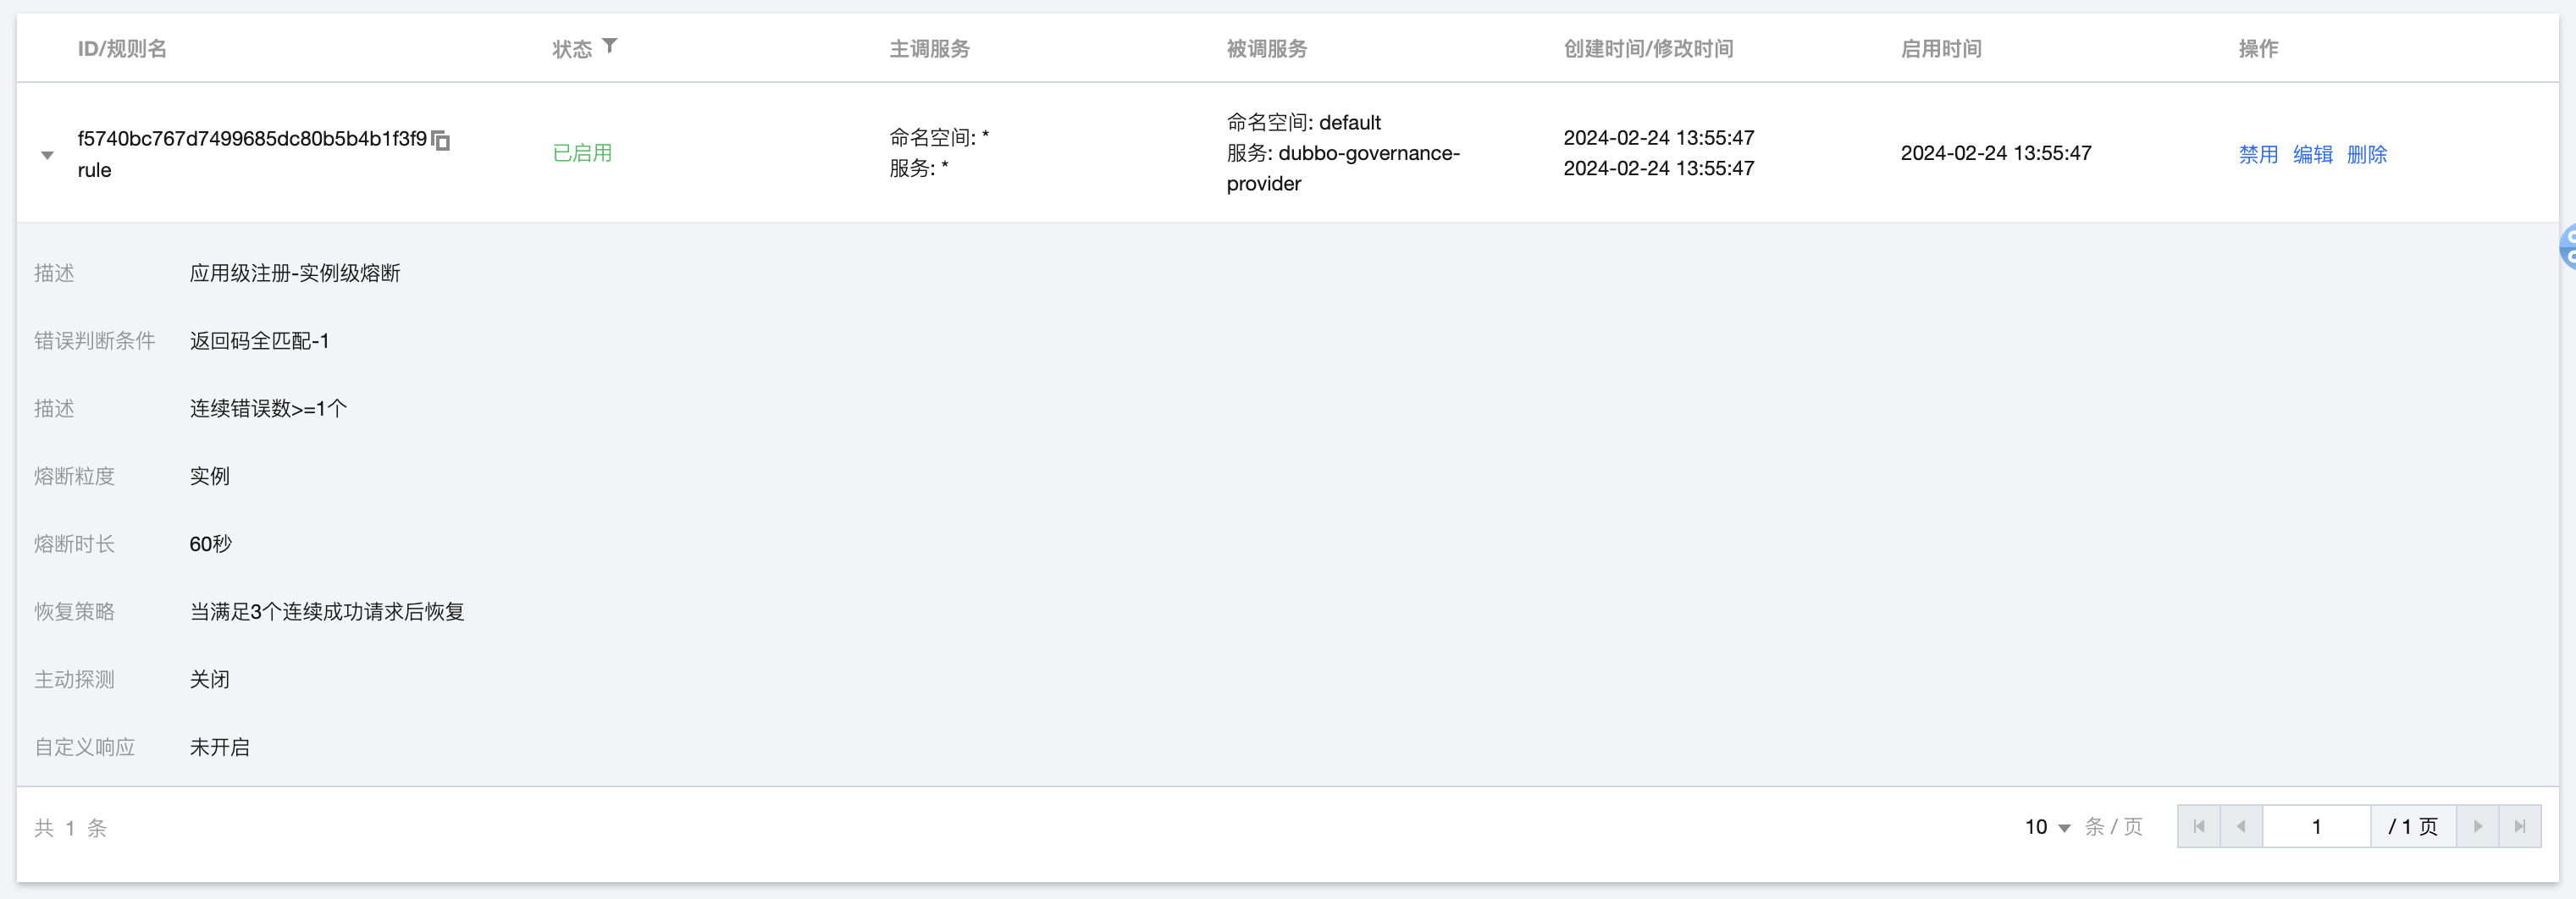 ID/规则名 状态 主调服务 被调服务 创建时间/修改时间 启用时间 操作
f5740bc767d7499685dc80b5b4b1f3f9
rule
已启用
命名空间: *
服务: *
命名空间: default
服务: dubbo-governance-
provider
2024-02-24 13:55:47
2024-02-24 13:55:47
2024-02-24 13:55:47
禁用 编辑 删除
描述 应用级注册-实例级熔断
错误判断条件 返回码全匹配-1
描述 连续错误数>=1个
熔断粒度 实例
熔断时长 60秒
恢复策略 当满足3个连续成功请求后恢复
主动探测 关闭
自定义响应 未开启
共 1 条 10 条 / 页 1 / 1 页